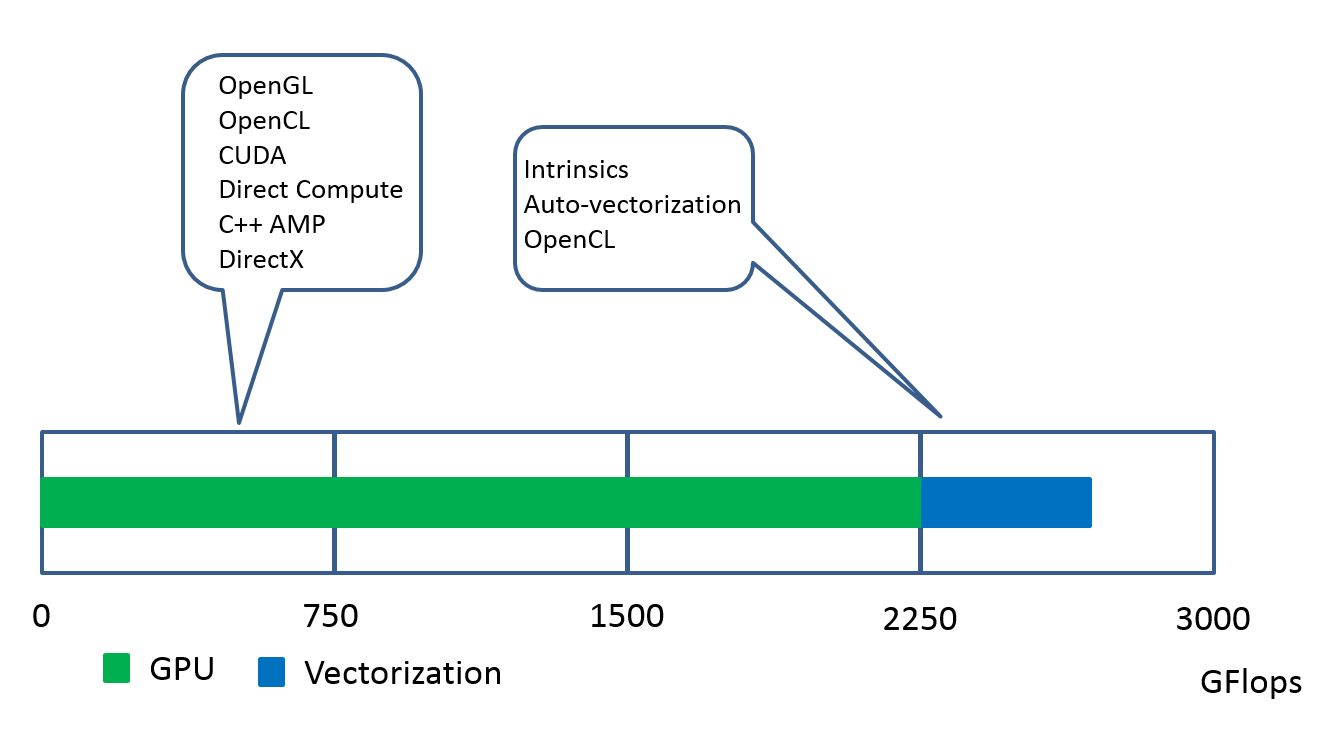 OpenGL
OpenCL
CUDA
Direct Compute
C++ AMP
DirectX
Intrinsics
Auto-vectorization
OpenCL
0
750
1500
2250
3000
GPU
Vectorization
GFlops